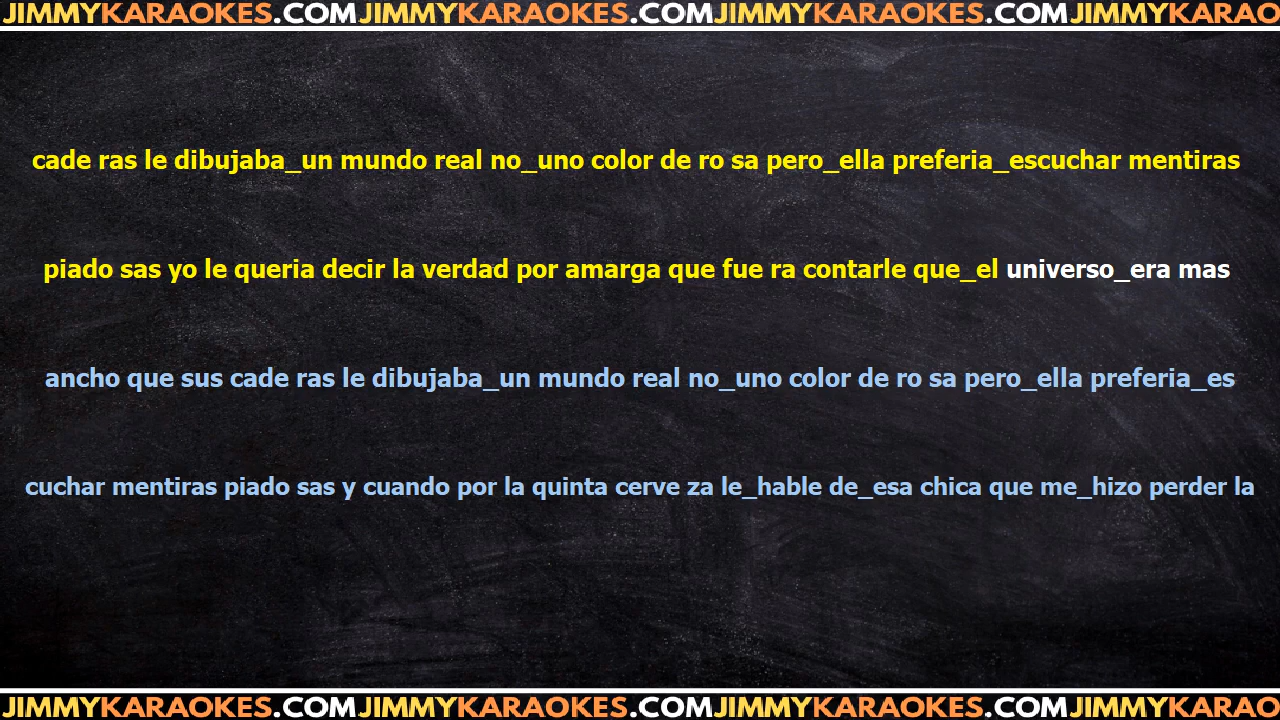 JIMMYKARAOKES.COMJIMMYKARAOKES.COMJIMMYKARAOKES.COMJIMMYKARAO
cade ras le dibujaba_un mundo real no_uno color de ro sa pero_ella preferia_escuchar mentiras
piado sas yo le queria decir la verdad por amarga que fue ra contarle que_el universo_era mas
ancho que sus cade ras le dibujaba_un mundo real no_uno color de ro sa pero_ella preferia_es
cuchar mentiras piado sas y cuando por la quinta cerve za le_hable de_esa chica que me_hizo perder la
JIMMYKARAOKES.COMJIMMYKARAOKES.COMJIMMYKARAOKES.COMJIMMYKARAO